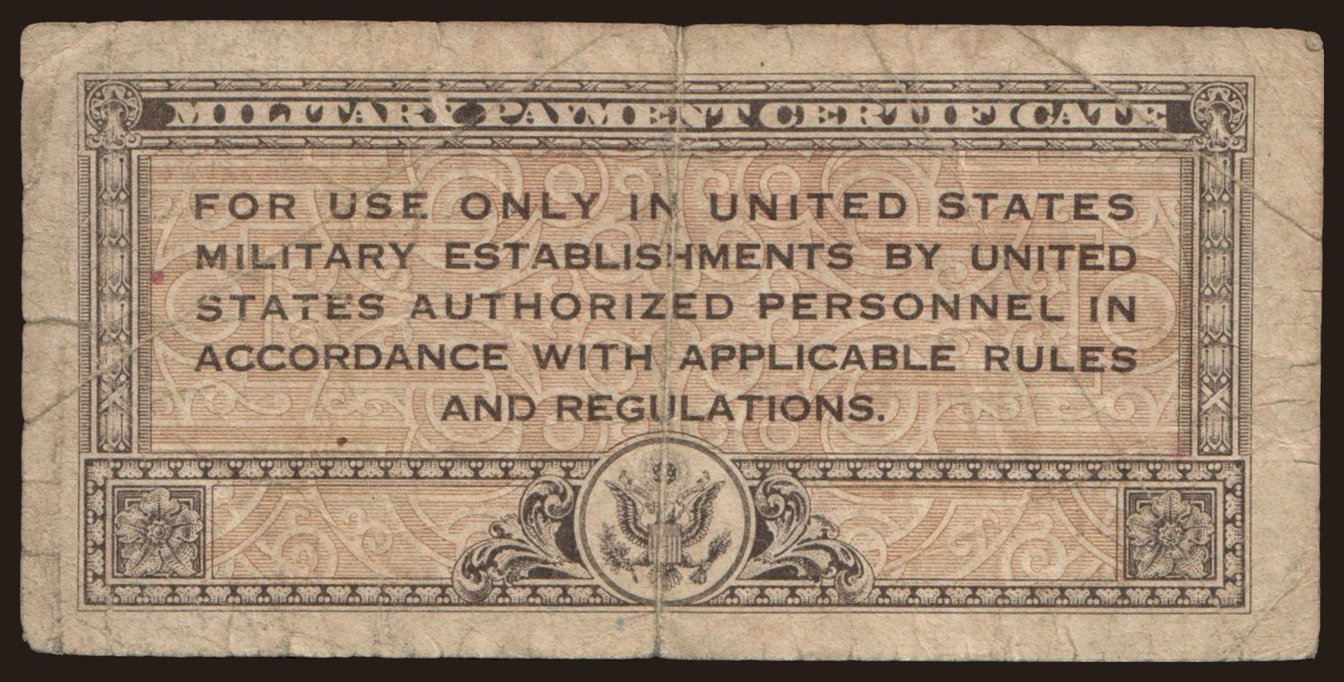 MILITARY PAYMENT CERTIFICATE
FOR USE ONLY IN UNITED STATES
MILITARY ESTABLISHMENTS BY UNITED
STATES AUTHORIZED PERSONNEL IN
ACCORDANCE WITH APPLICABLE RULES
AND REGULATIONS.